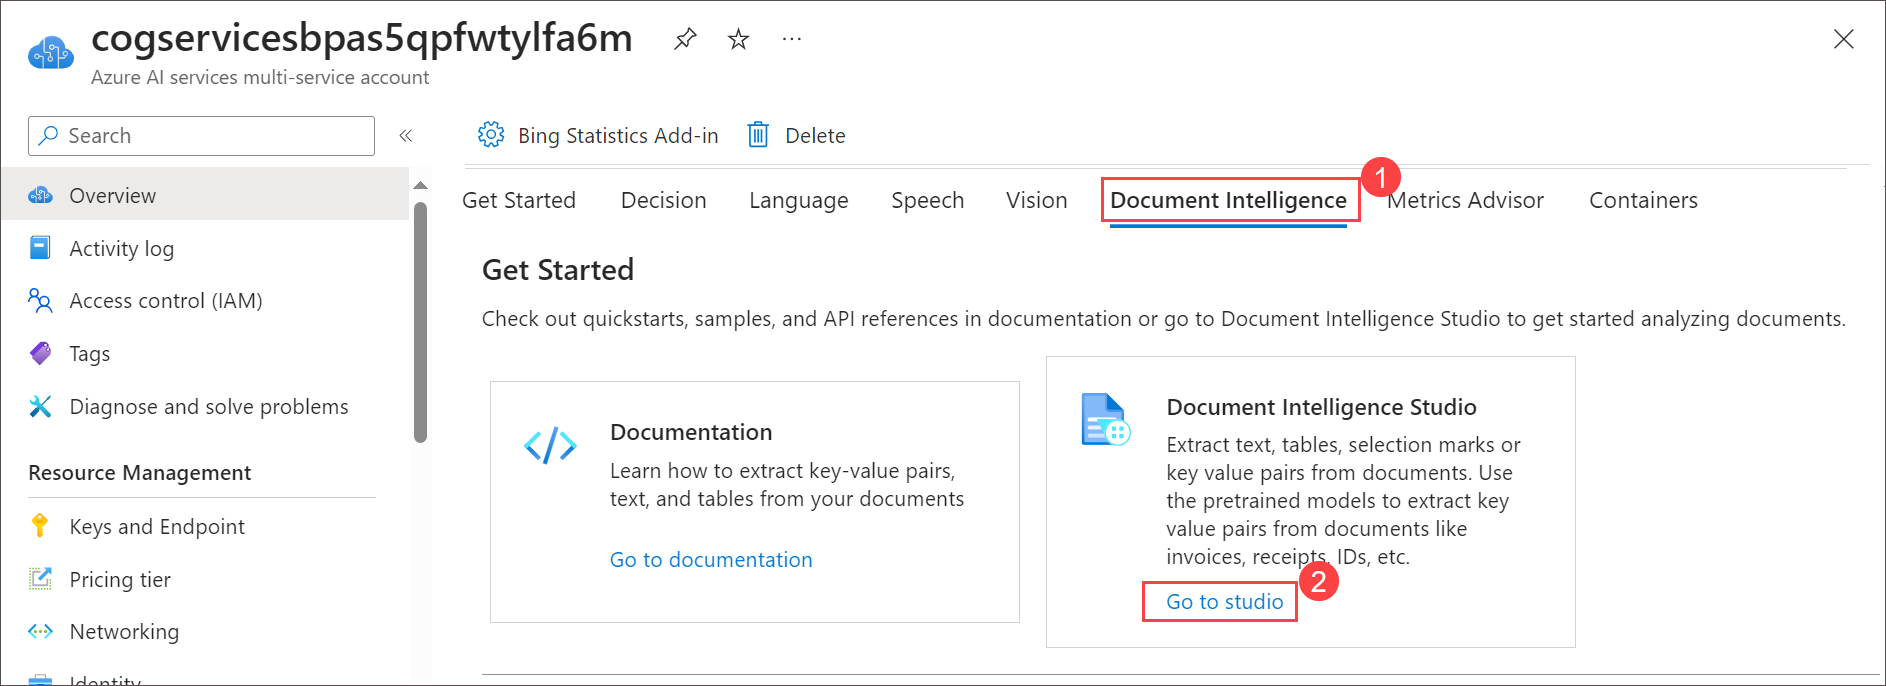 cogservicesbpas5qpfwtylfa6m
Azure AI services multi-service account
Search
Overview
Activity log
Access control (IAM)
Tags
Diagnose and solve problems
Resource Management
Keys and Endpoint
Pricing tier
Networking
Identity
Bing Statistics Add-in Delete
Get Started Decision Language Speech Vision Document Intelligence 1 Metrics Advisor Containers
Get Started
Check out quickstarts, samples, and API references in documentation or go to Document Intelligence Studio to get started analyzing documents.
Documentation
Learn how to extract key-value pairs,
text, and tables from your documents
Go to documentation
Document Intelligence Studio
Extract text, tables, selection marks or
key value pairs from documents. Use
the pretrained models to extract key
value pairs from documents like
invoices, receipts, IDs, etc.
Go to studio 2